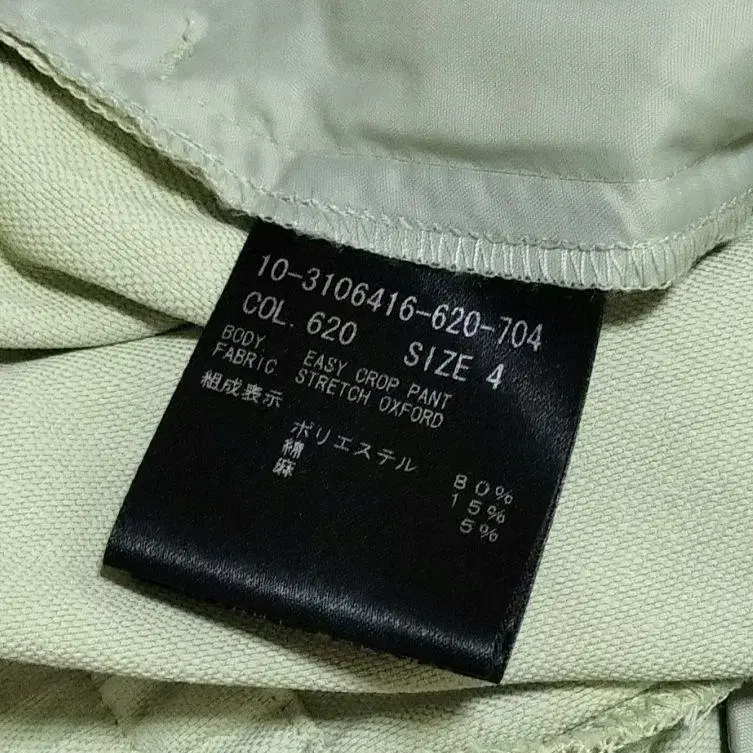 10-3106416-620-704
COL. 620 SIZE 4
BODY EASY CROP PANT
FABRIC STRETCH OXFORD
組成表示
ポリエステル 80%
綿 15%
麻 5%